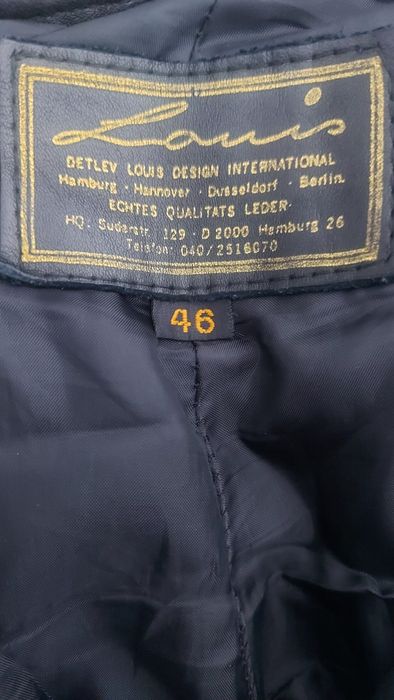 Louis
DETLEV LOUIS DESIGN INTERNATIONAL
Hamburg · Hannover · Dusseldorf · Berlin.
ECHTES QUALITATS LEDER·
HQ. Suderstr. 129 · D 2000 Hamburg 26
Telefon: 040/2516070
46